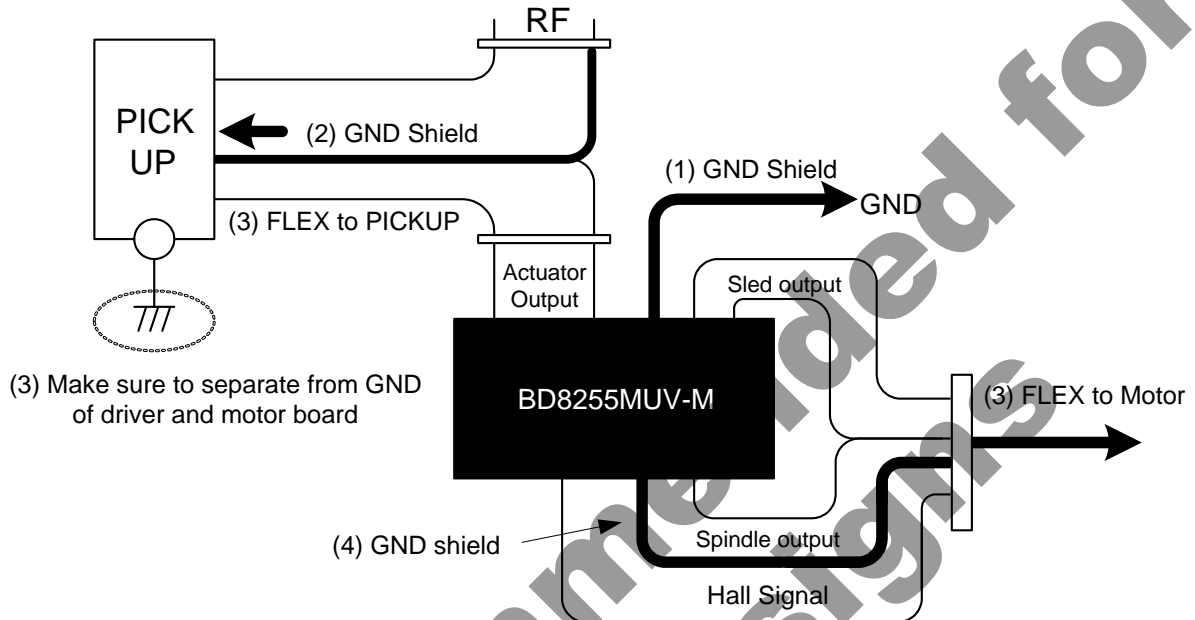 RF
PICK
UP
(2) GND Shield
(1) GND Shield
GND
(3) FLEX to PICKUP
Actuator
Output
Sled output
(3) Make sure to separate from GND
of driver and motor board
BD8255MUV-M
(3) FLEX to Motor
(4) GND shield
Spindle output
Hall Signal